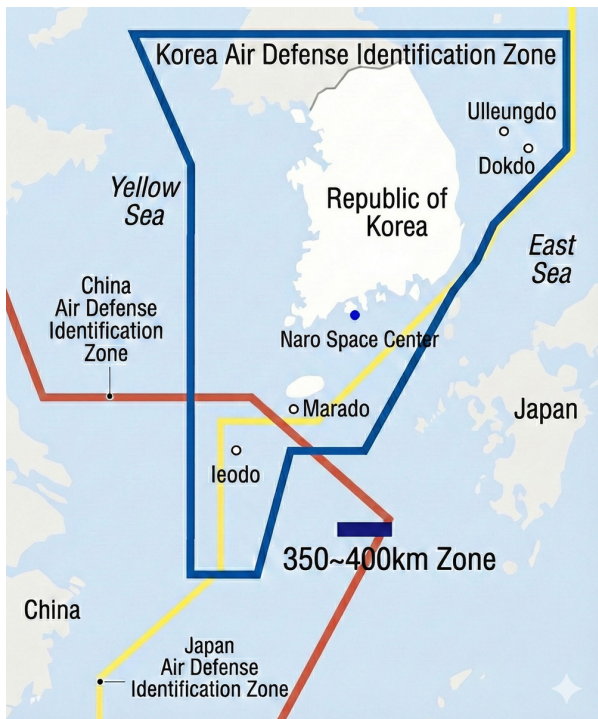 Korea Air Defense Identification Zone
Ulleungdo
Dokdo
Yellow
Sea
Republic of
Korea
East
Sea
China
Air Defense
Identification
Zone
Naro Space Center
Marado
Japan
Ieodo
350~400km Zone
China
Japan
Air Defense
Identification Zone